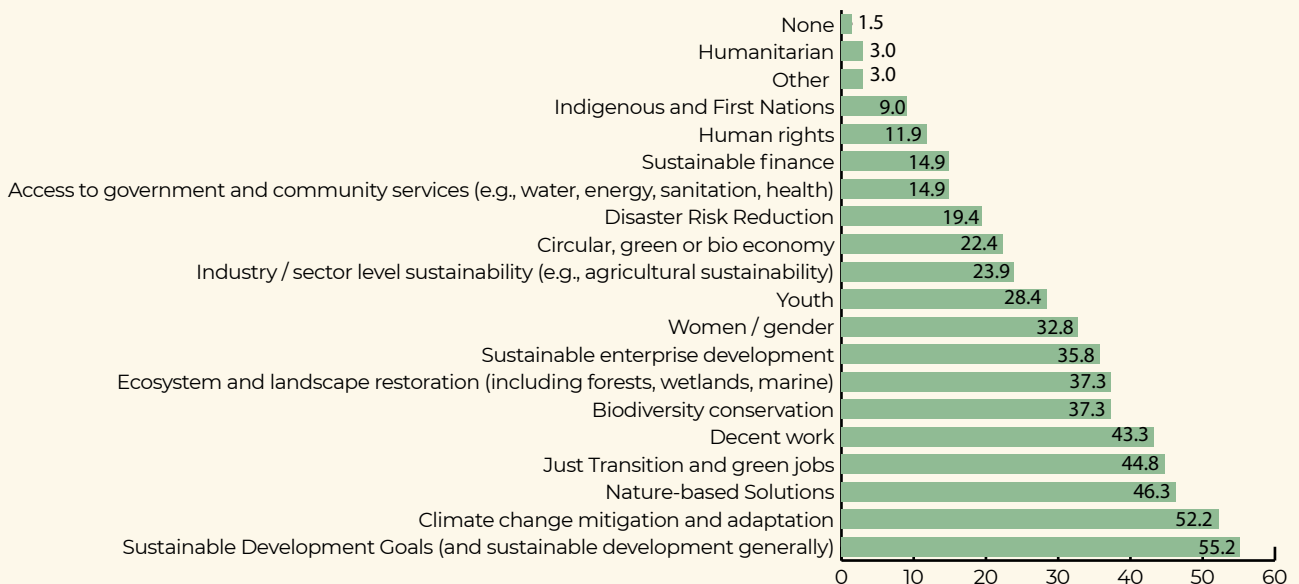 None 1.5
Humanitarian 3.0
Other 3.0
Indigenous and First Nations 9.0
Human rights 11.9
Sustainable finance 14.9
Access to government and community services (e.g., water, energy, sanitation, health) 14.9
Disaster Risk Reduction 19.4
Circular, green or bio economy 22.4
Industry / sector level sustainability (e.g., agricultural sustainability) 23.9
Youth 28.4
Women / gender 32.8
Sustainable enterprise development 35.8
Ecosystem and landscape restoration (including forests, wetlands, marine) 37.3
Biodiversity conservation 37.3
Decent work 43.3
Just Transition and green jobs 44.8
Nature-based Solutions 46.3
Climate change mitigation and adaptation 52.2
Sustainable Development Goals (and sustainable development generally) 55.2
0 10 20 30 40 50 60